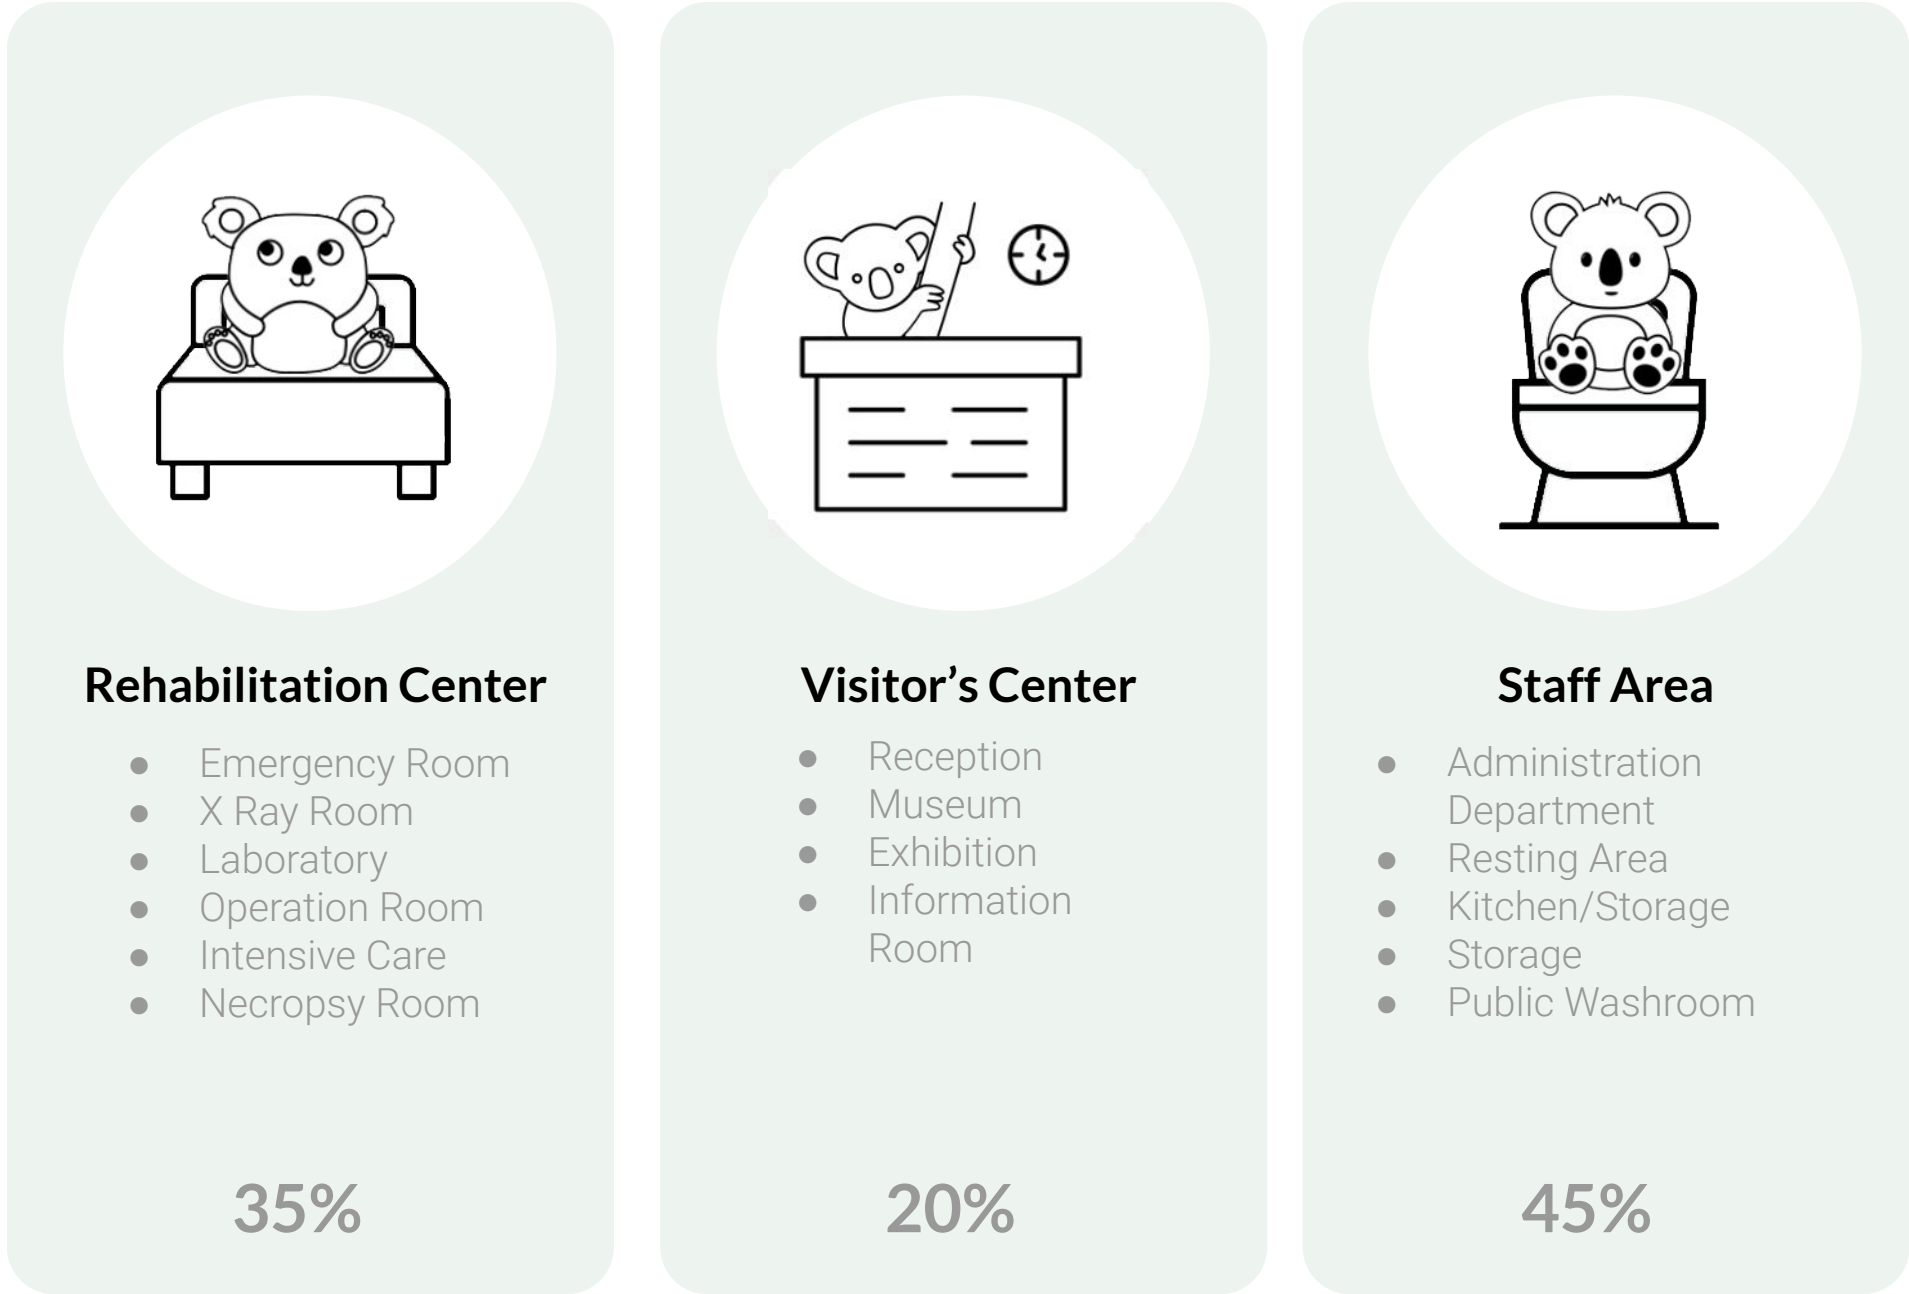 Rehabilitation Center
● Emergency Room
● X Ray Room
● Laboratory
● Operation Room
● Intensive Care
● Necropsy Room
35%
Visitor’s Center
● Reception
● Museum
● Exhibition
● Information
Room
20%
Staff Area
● Administration
Department
● Resting Area
● Kitchen/Storage
● Storage
● Public Washroom
45%